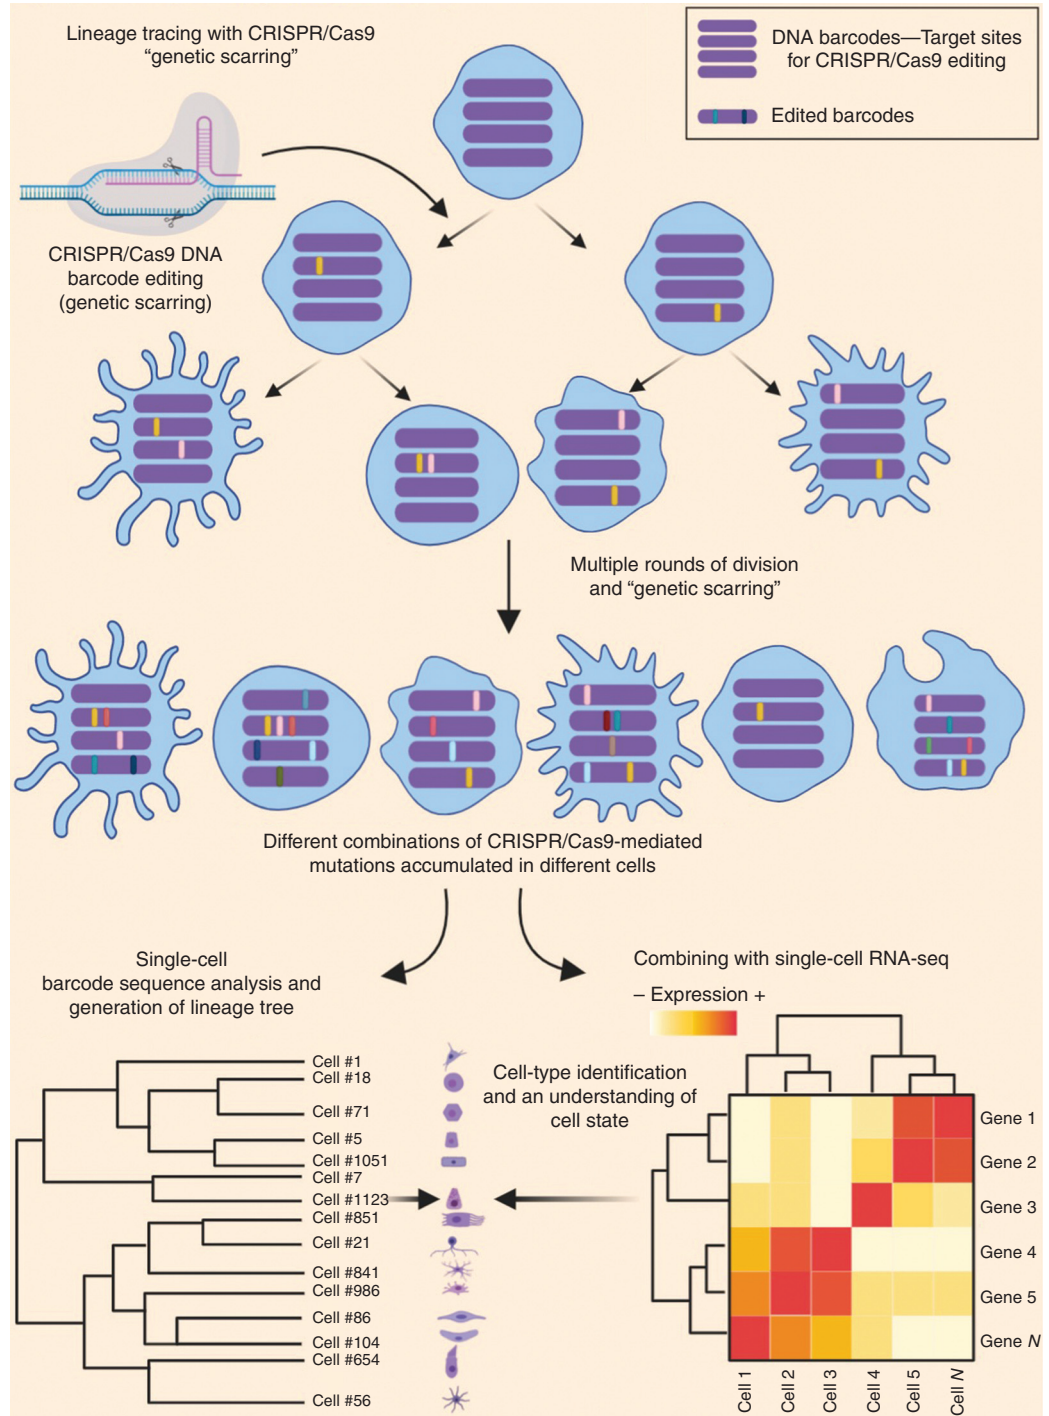 Lineage tracing with CRISPR/Cas9
“genetic scarring”
DNA barcodes—Target sites
for CRISPR/Cas9 editing
Edited barcodes
CRISPR/Cas9 DNA
barcode editing
(genetic scarring)
Multiple rounds of division
and “genetic scarring”
Different combinations of CRISPR/Cas9-mediated
mutations accumulated in different cells
Single-cell
barcode sequence analysis and
generation of lineage tree
Combining with single-cell RNA-seq
– Expression +
Cell-type identification
and an understanding of
cell state
Cell #1
Cell #18
Cell #71
Cell #5
Cell #1051
Cell #7
Cell #1123
Cell #851
Cell #21
Cell #841
Cell #986
Cell #86
Cell #104
Cell #654
Cell #56
Gene 1
Gene 2
Gene 3
Gene 4
Gene 5
Gene N
Cell 1
Cell 2
Cell 3
Cell 4
Cell 5
Cell N